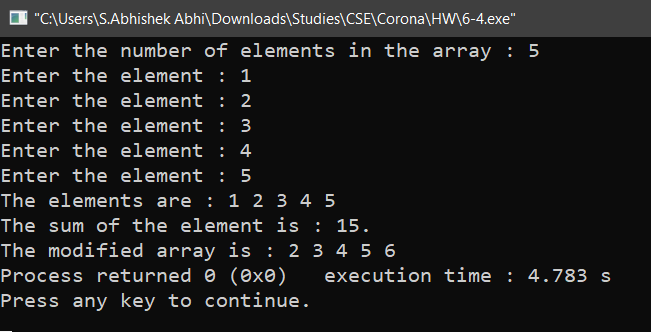 "C:\Users\S.Abhishek Abhi\Downloads\Studies\CSE\Corona\HW\6-4.exe"
Enter the number of elements in the array : 5
Enter the element : 1
Enter the element : 2
Enter the element : 3
Enter the element : 4
Enter the element : 5
The elements are : 1 2 3 4 5
The sum of the element is : 15.
The modified array is : 2 3 4 5 6
Process returned 0 (0x0)   execution time : 4.783 s
Press any key to continue.